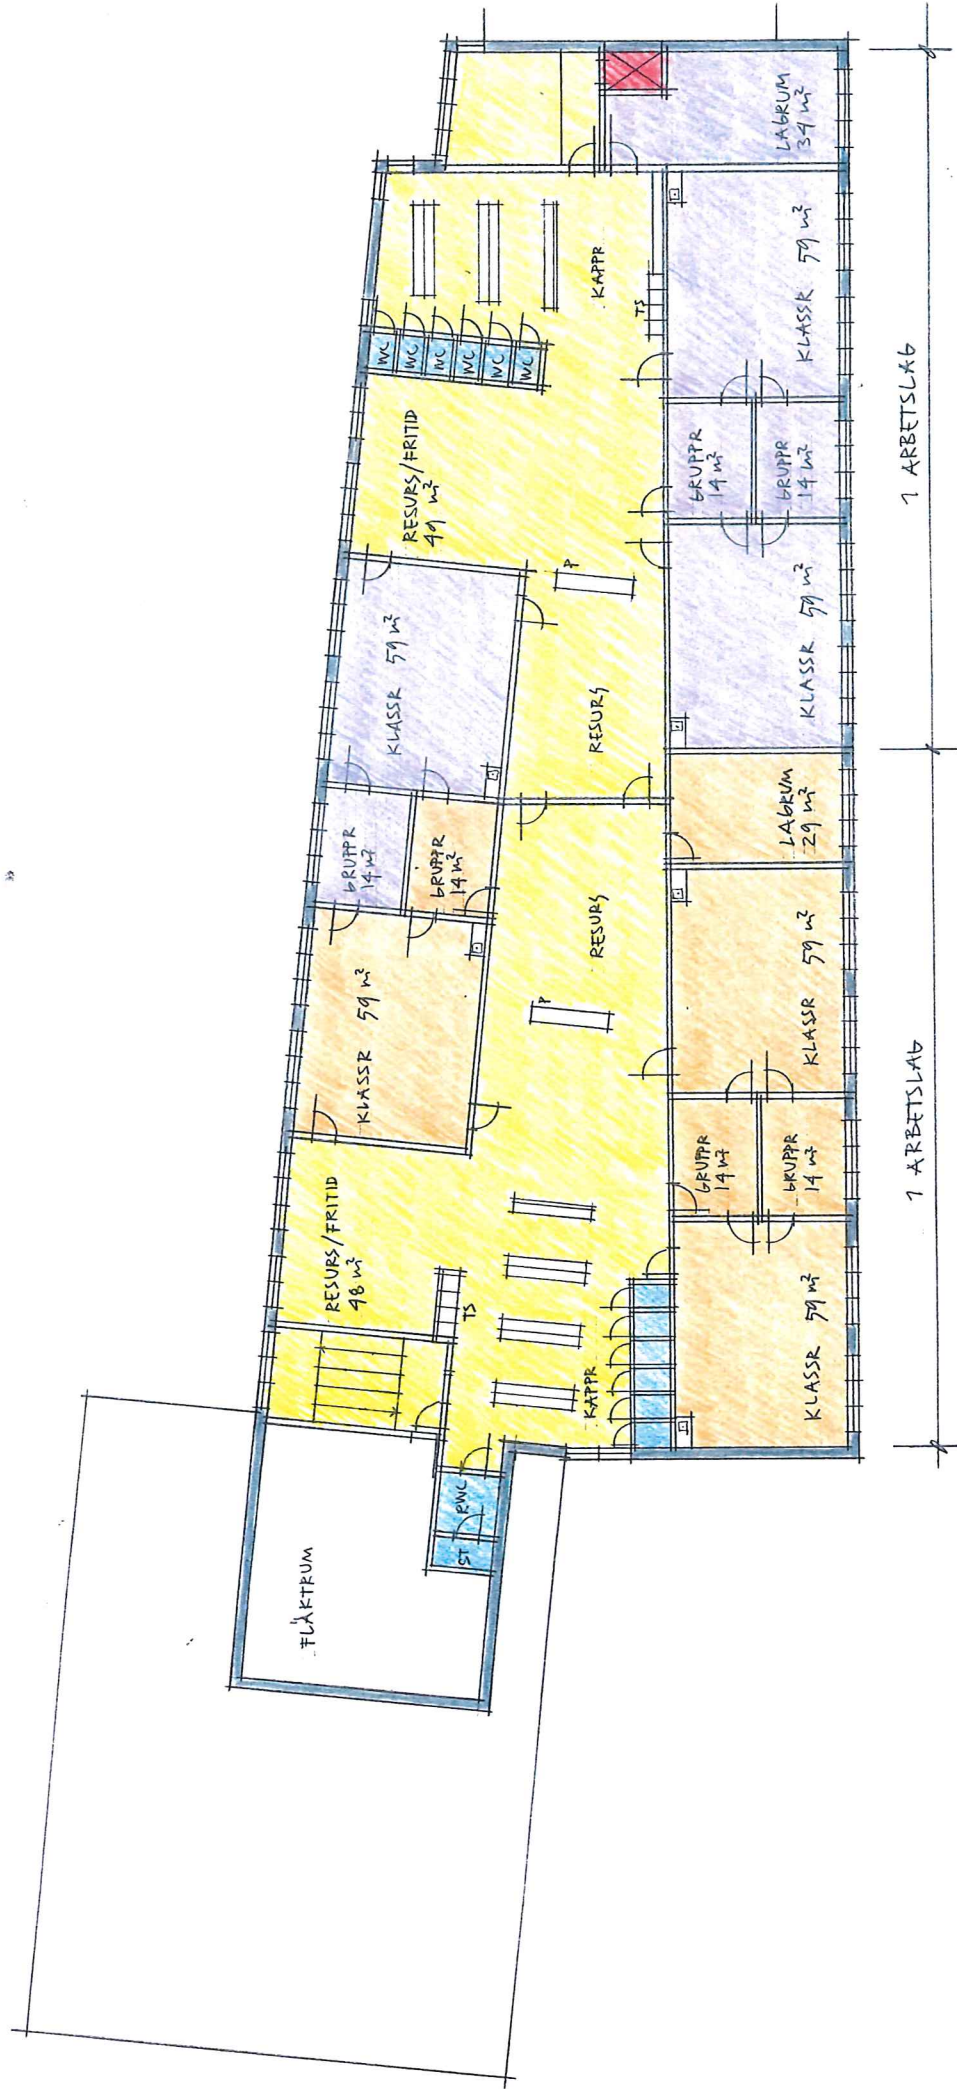 FLÄKTRUM
RESURS/FRITID
48 m²
KLASSR 59 m²
GRUPPR
14 m²
KLASSR 59 m²
RESURS/FRITID
49 m²
WC
WC
WC
WC
WC
WC
GRUPPR
14 m²
ST
RWC
TS
KAPPR
P
RESURS
RESURS
P
KAPPR
TS
KLASSR 59 m²
GRUPPR
14 m²
GRUPPR
14 m²
KLASSR 59 m²
LAGRUM
29 m²
KLASSR 59 m²
GRUPPR
14 m²
GRUPPR
14 m²
KLASSR 59 m²
LAGRUM
34 m²
1 ARBETSLAG
1 ARBETSLAG